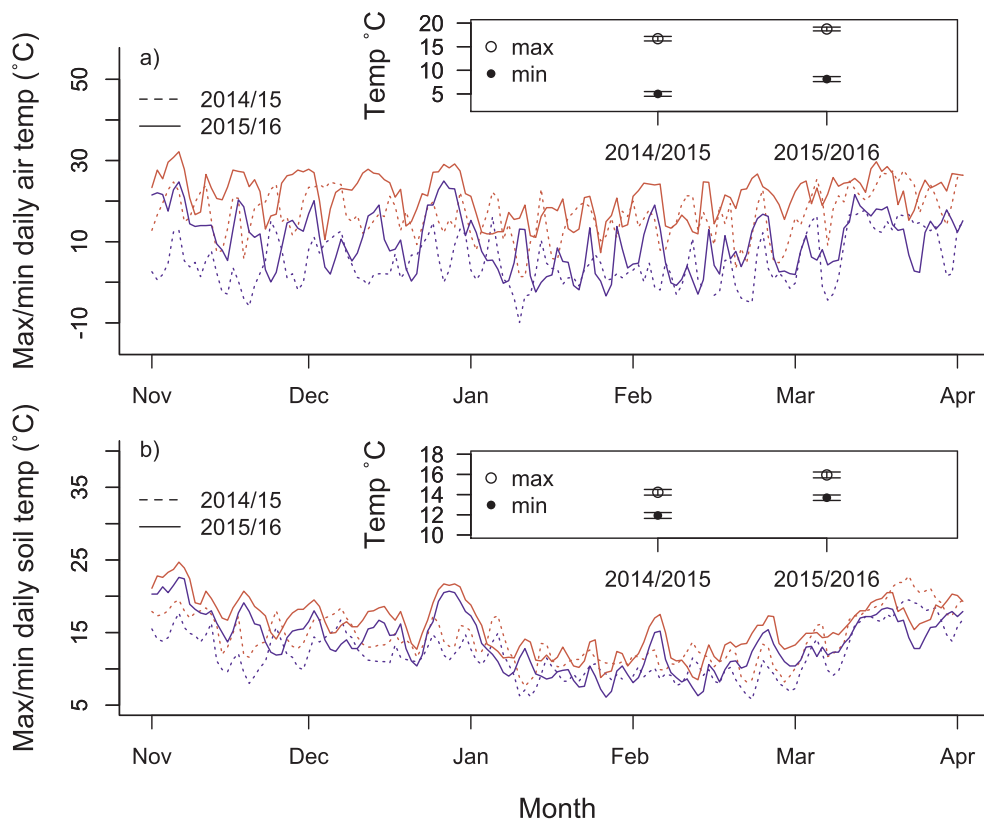 Max/min daily air temp (˚C)
50
30
10
-10
a)
2014/15
2015/16
Temp ˚C
20
15
10
5
max
min
2014/2015 2015/2016
Nov Dec Jan Feb Mar Apr
Max/min daily soil temp (˚C)
35
25
15
5
b)
2014/15
2015/16
Temp ˚C
18
16
14
12
10
max
min
2014/2015 2015/2016
Nov Dec Jan Feb Mar Apr
Month